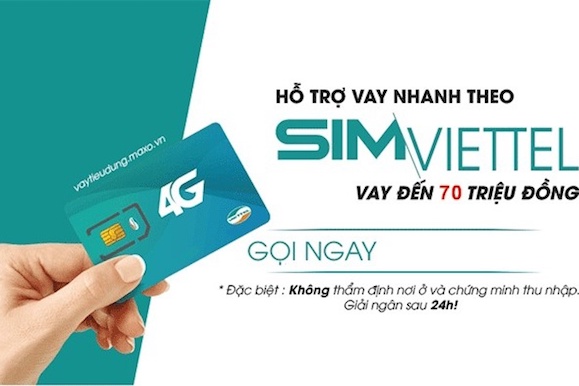 HỖ TRỢ VAY NHANH THEO
SIM VIETTEL
VAY ĐẾN 70 TRIỆU ĐỒNG
vaytieudung.maxo.vn
4G
GỌI NGAY
* Đặc biệt : Không thẩm định nơi ở và chứng minh thu nhập.
Giải ngân sau 24h!